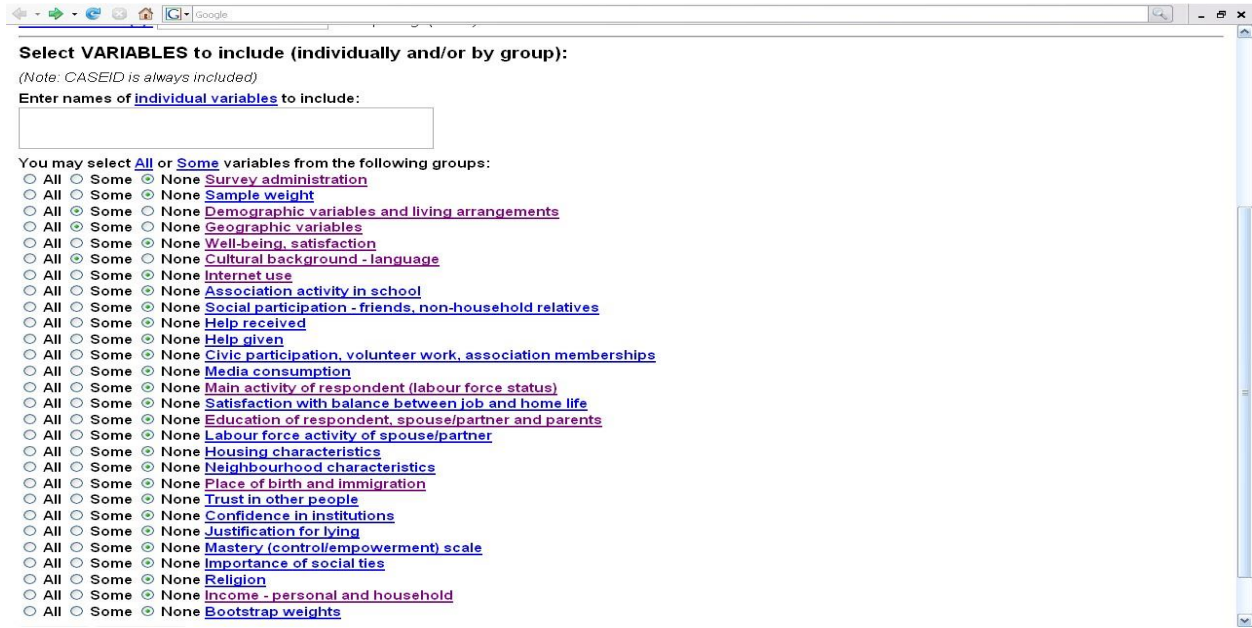 Google
Select VARIABLES to include (individually and/or by group):
(Note: CASEID is always included)
Enter names of individual variables to include:
You may select All or Some variables from the following groups:
All Some None Survey administration
All Some None Sample weight
All Some None Demographic variables and living arrangements
All Some None Geographic variables
All Some None Well-being, satisfaction
All Some None Cultural background - language
All Some None Internet use
All Some None Association activity in school
All Some None Social participation - friends, non-household relatives
All Some None Help received
All Some None Help given
All Some None Civic participation, volunteer work, association memberships
All Some None Media consumption
All Some None Main activity of respondent (labour force status)
All Some None Satisfaction with balance between job and home life
All Some None Education of respondent, spouse/partner and parents
All Some None Labour force activity of spouse/partner
All Some None Housing characteristics
All Some None Neighbourhood characteristics
All Some None Place of birth and immigration
All Some None Trust in other people
All Some None Confidence in institutions
All Some None Justification for lying
All Some None Mastery (control/empowerment) scale
All Some None Importance of social ties
All Some None Religion
All Some None Income - personal and household
All Some None Bootstrap weights